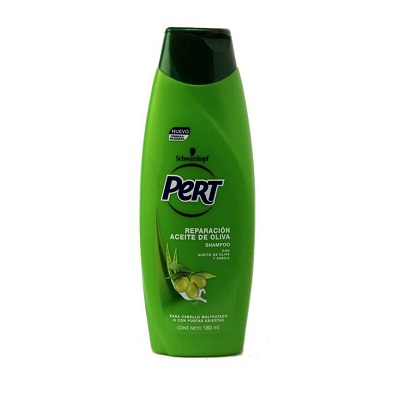 NUEVO
Schwarzkopf
PERT
REPARACIÓN
ACEITE DE OLIVA
SHAMPOO
CON
ACEITE DE OLIVA
Y
PARA CABELLO MALTRATADO
O CON PUNTAS ABIERTAS
CONT. NETO 180 ml